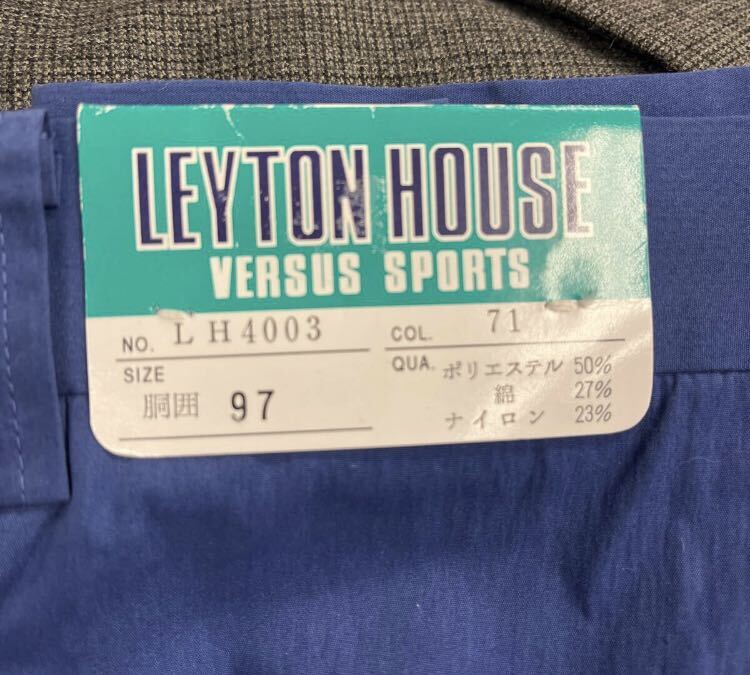 LEYTON HOUSE
VERSUS SPORTS
NO. LH4003
COL. 71
SIZE
胴囲 97
QUA. ポリエステル 50%
綿 27%
ナイロン 23%